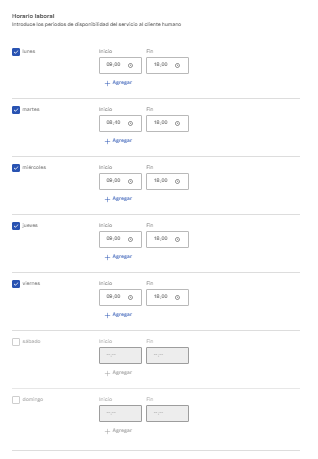 Horario laboral
Introduce los períodos de disponibilidad del servicio al cliente humano
lunes Inicio Fin
09:00 18:00
+ Agregar
martes Inicio Fin
09:10 18:00
+ Agregar
miércoles Inicio Fin
09:00 18:00
+ Agregar
jueves Inicio Fin
09:00 18:00
+ Agregar
viernes Inicio Fin
09:00 18:00
+ Agregar
sábado Inicio Fin
--:-- --:--
+ Agregar
domingo Inicio Fin
--:-- --:--
+ Agregar